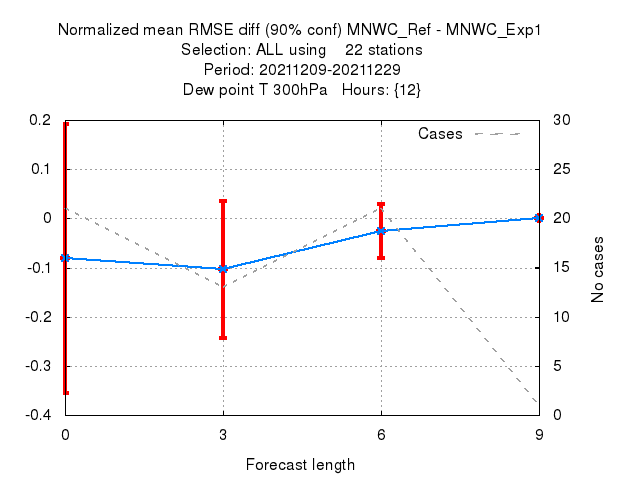 Normalized mean RMSE diff (90% conf) MNWC_Ref - MNWC_Exp1
Selection: ALL using    22 stations
Period: 20211209-20211229
Dew point T 300hPa   Hours: {12}
Cases
0.2
0.1
0
-0.1
-0.2
-0.3
-0.4
30
25
20
15
10
5
0
No cases
0 3 6 9
Forecast length